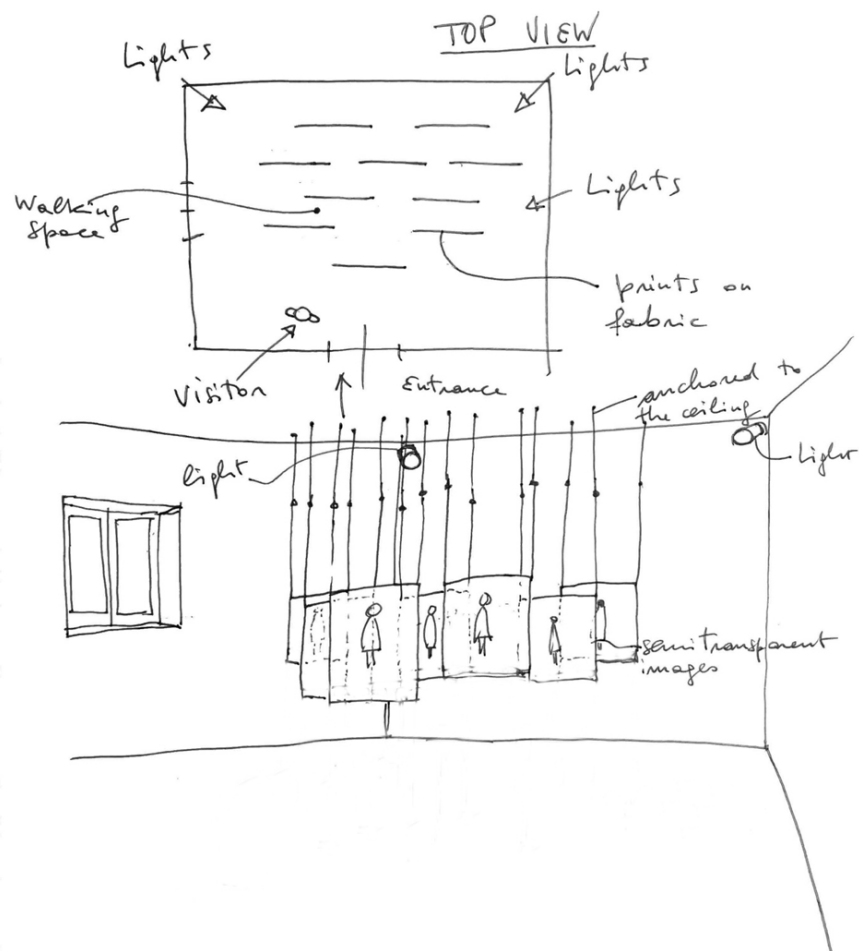 TOP VIEW
Lights
Lights
Lights
Walking
Space
prints on
fabric
Visitor
Entrance
anchored to
the ceiling
light
Light
semitransparent
images